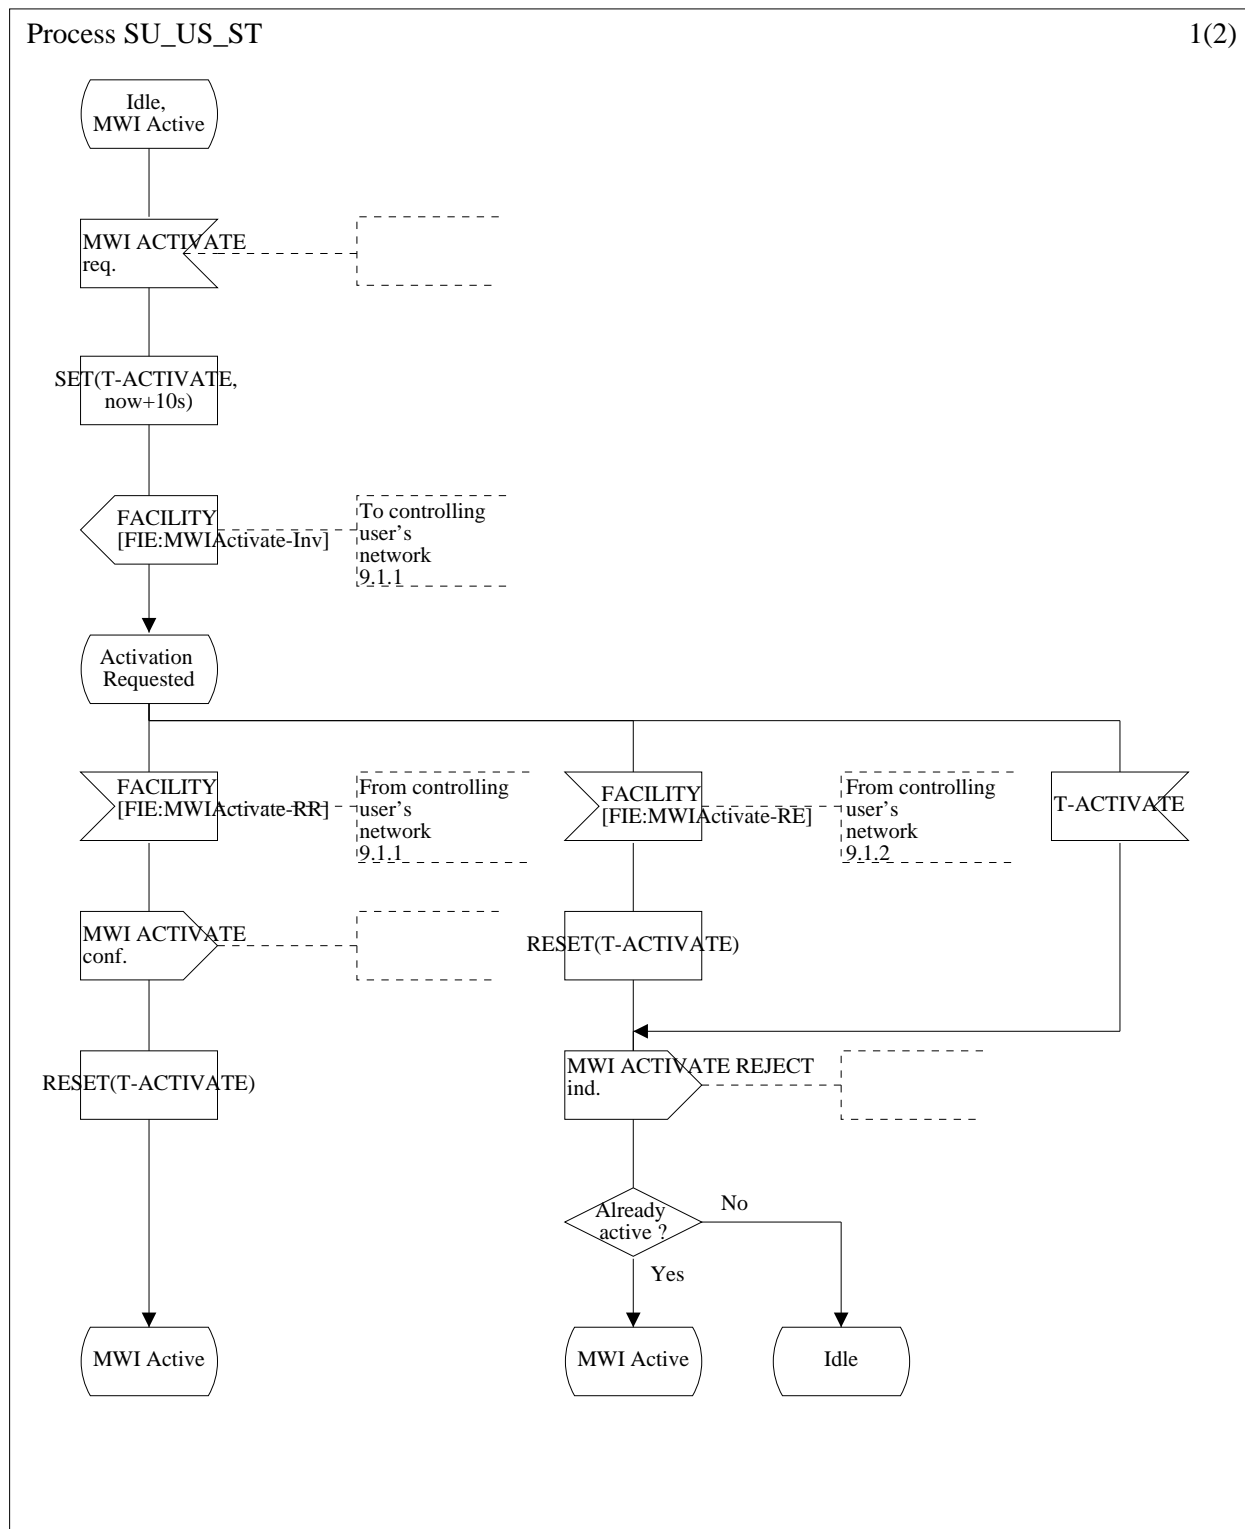 Process SU_US_ST
1(2)
Idle,
MWI Active
MWI ACTIVATE
req.
SET(T-ACTIVATE,
now+10s)
FACILITY
[FIE:MWIActivate-Inv]
To controlling
user's
network
9.1.1
Activation
Requested
FACILITY
[FIE:MWIActivate-RR]
From controlling
user's
network
9.1.1
FACILITY
[FIE:MWIActivate-RE]
From controlling
user's
network
9.1.2
T-ACTIVATE
MWI ACTIVATE
conf.
RESET(T-ACTIVATE)
RESET(T-ACTIVATE)
MWI ACTIVATE REJECT
ind.
Already
active ?
No
Yes
MWI Active
MWI Active
Idle